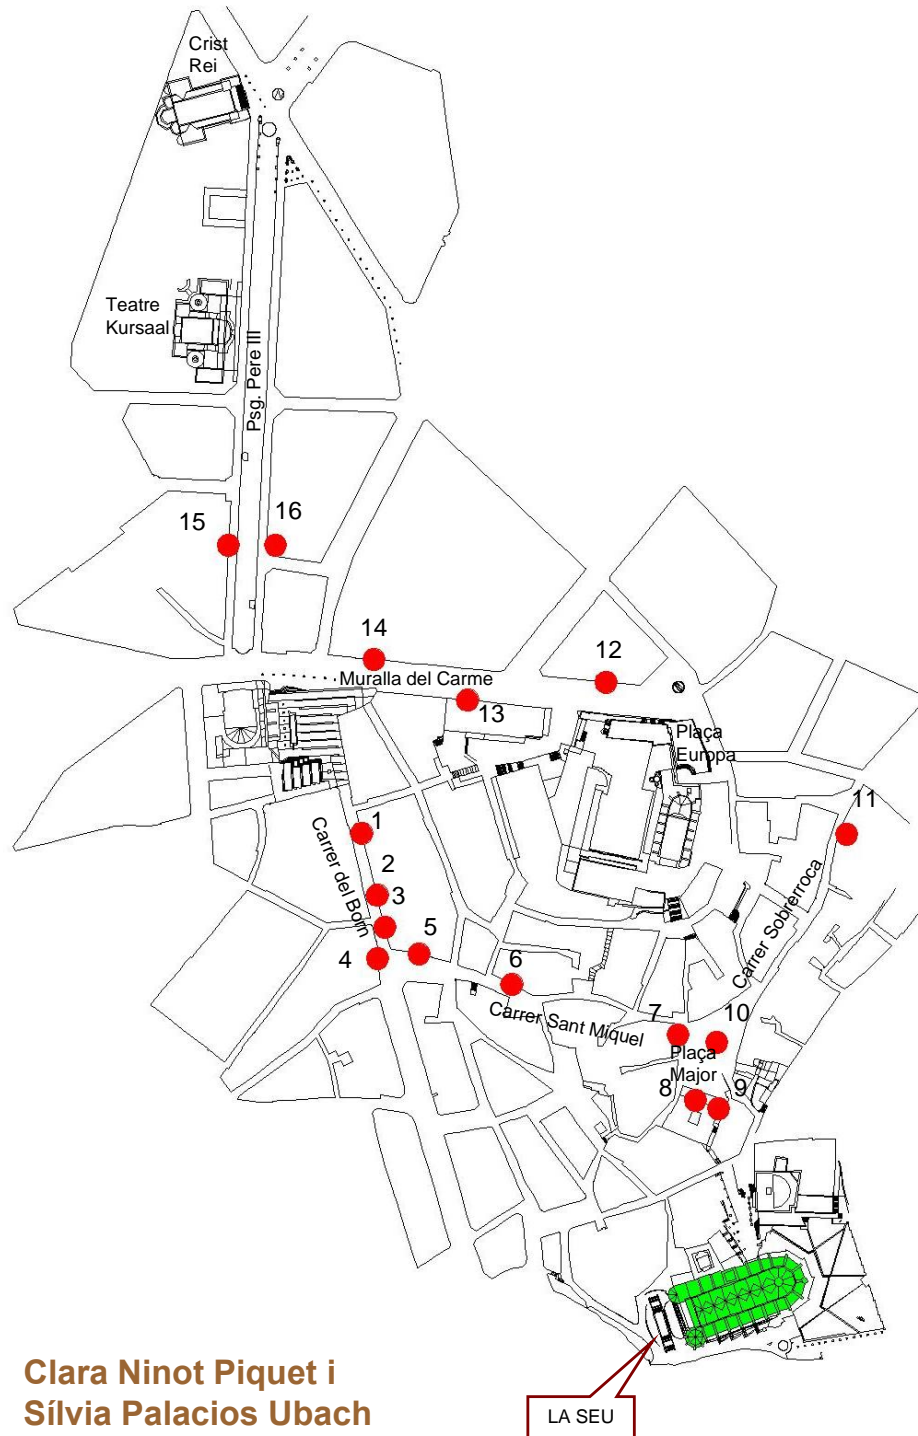 Crist
Rei
Teatre
Kursaal
Psg. Pere III
15
16
14
12
Muralla del Carme
13
Plaça
Europa
11
1
Carrer del Born
2
3
Carrer Sobrerroca
4
5
6
Carrer Sant Miquel
7
10
Plaça
Major
8
9
Clara Ninot Piquet i
Sílvia Palacios Ubach
LA SEU